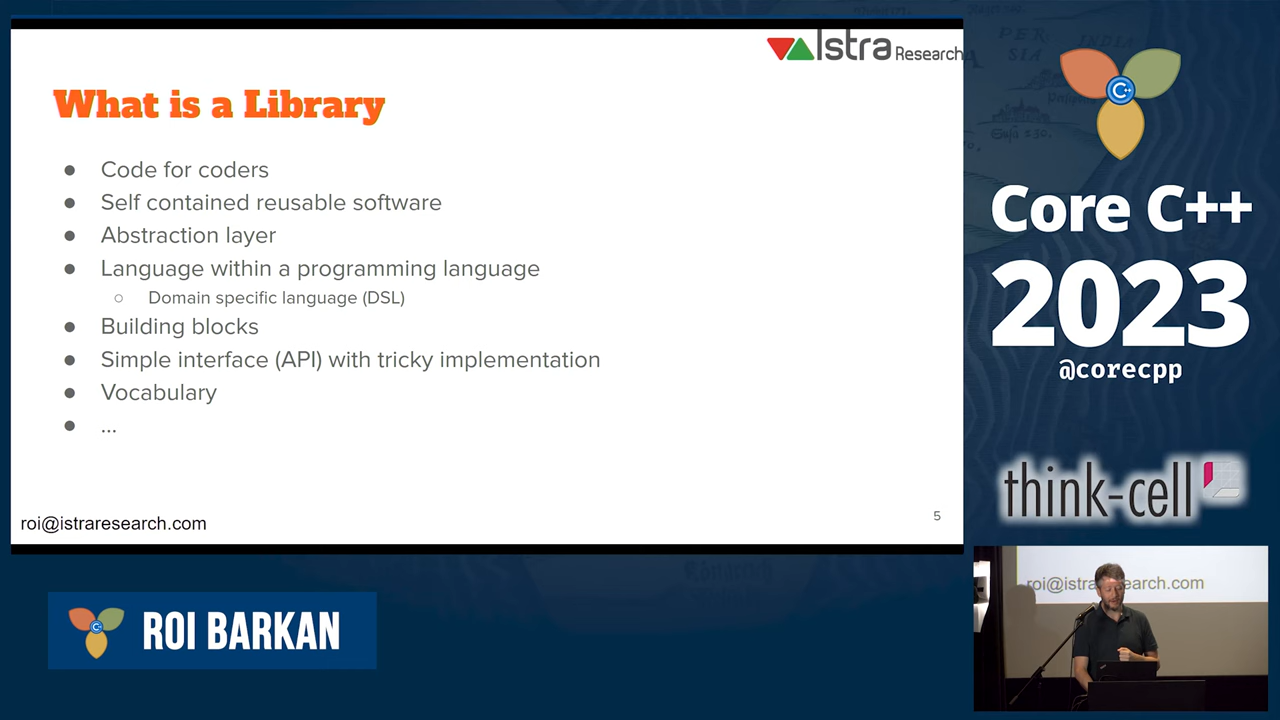 Istra Research
What is a Library
● Code for coders
● Self contained reusable software
● Abstraction layer
● Language within a programming language
○ Domain specific language (DSL)
● Building blocks
● Simple interface (API) with tricky implementation
● Vocabulary
● ...
roi@istraresearch.com
5
PERSIA
INDIA
C++
Core C++
2023
@corecpp
think-cell
C++
ROI BARKAN
roi@istraresearch.com